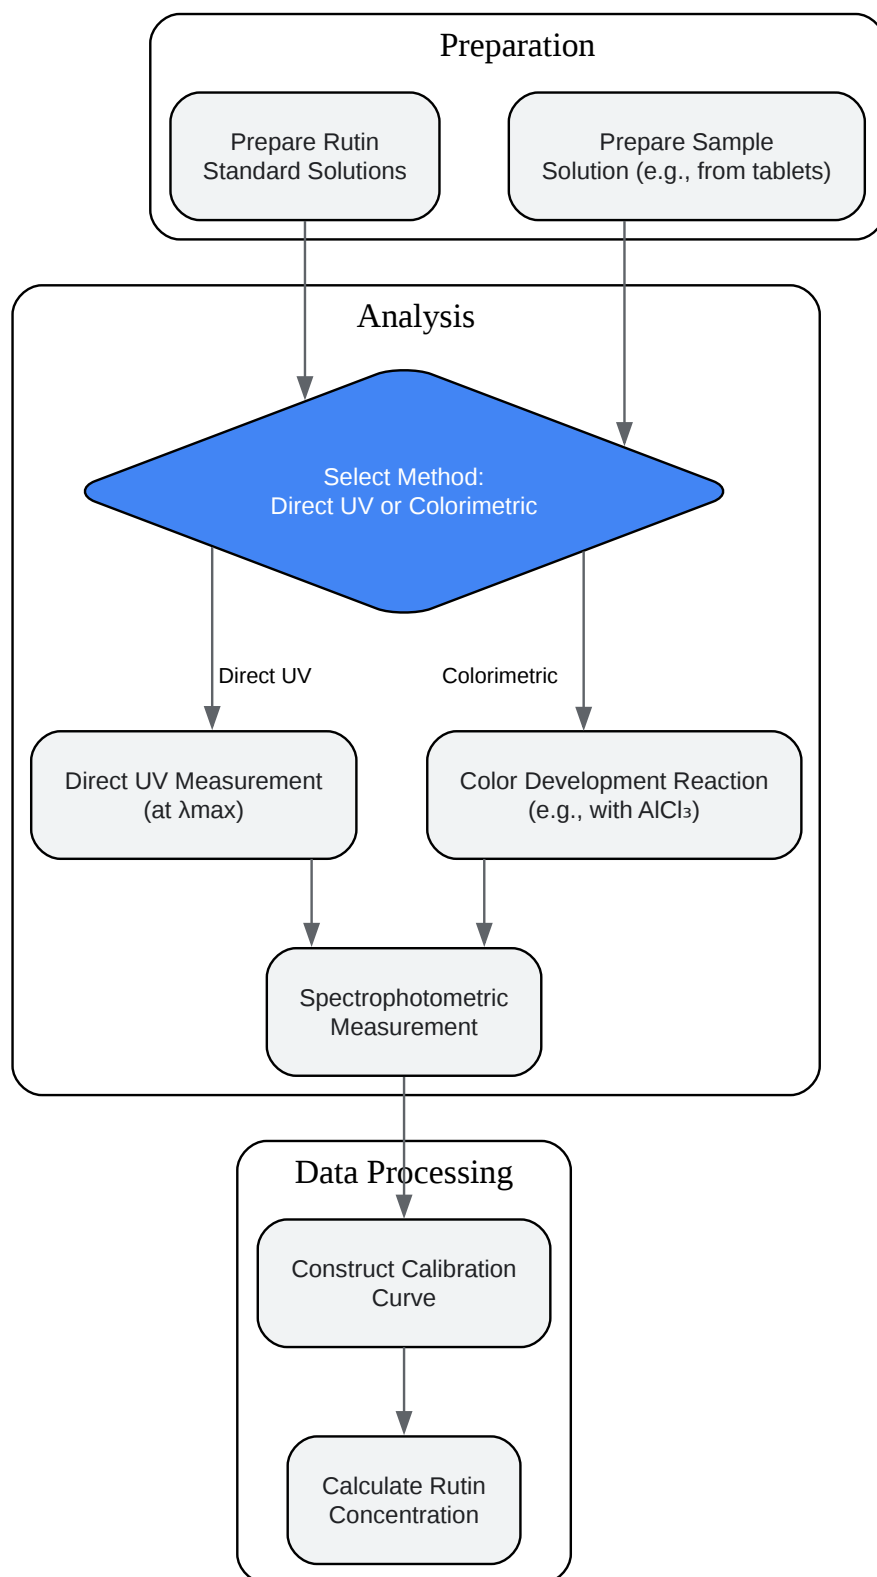 Preparation
Prepare Rutin
Standard Solutions
Prepare Sample
Solution (e.g., from tablets)
Analysis
Select Method:
Direct UV or Colorimetric
Direct UV
Colorimetric
Direct UV Measurement
(at λmax)
Color Development Reaction
(e.g., with AlCl₃)
Spectrophotometric
Measurement
Data Processing
Construct Calibration
Curve
Calculate Rutin
Concentration